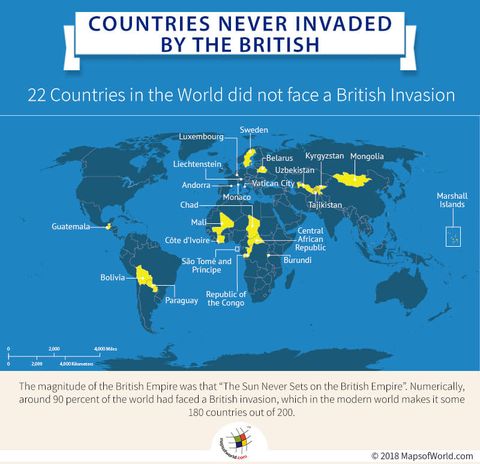 COUNTRIES NEVER INVADED
BY THE BRITISH
22 Countries in the World did not face a British Invasion
Sweden
Luxembourg
Belarus
Kyrgyzstan
Mongolia
Liechtenstein
Uzbekistan
Andorra
Vatican City
Monaco
Tajikistan
Marshall
Islands
Chad
Mali
Guatemala
Côte d'Ivoire
Central
African
Republic
São Tomé and
Príncipe
Burundi
Bolivia
Paraguay
Republic of
the Congo
0 2,000 4,000 Miles
0 2,000 4,000 Kilometers
The magnitude of the British Empire was that "The Sun Never Sets on the British Empire". Numerically,
around 90 percent of the world had faced a British invasion, which in the modern world makes it some
180 countries out of 200.
mapsofworld.com
© 2018 MapsofWorld.com